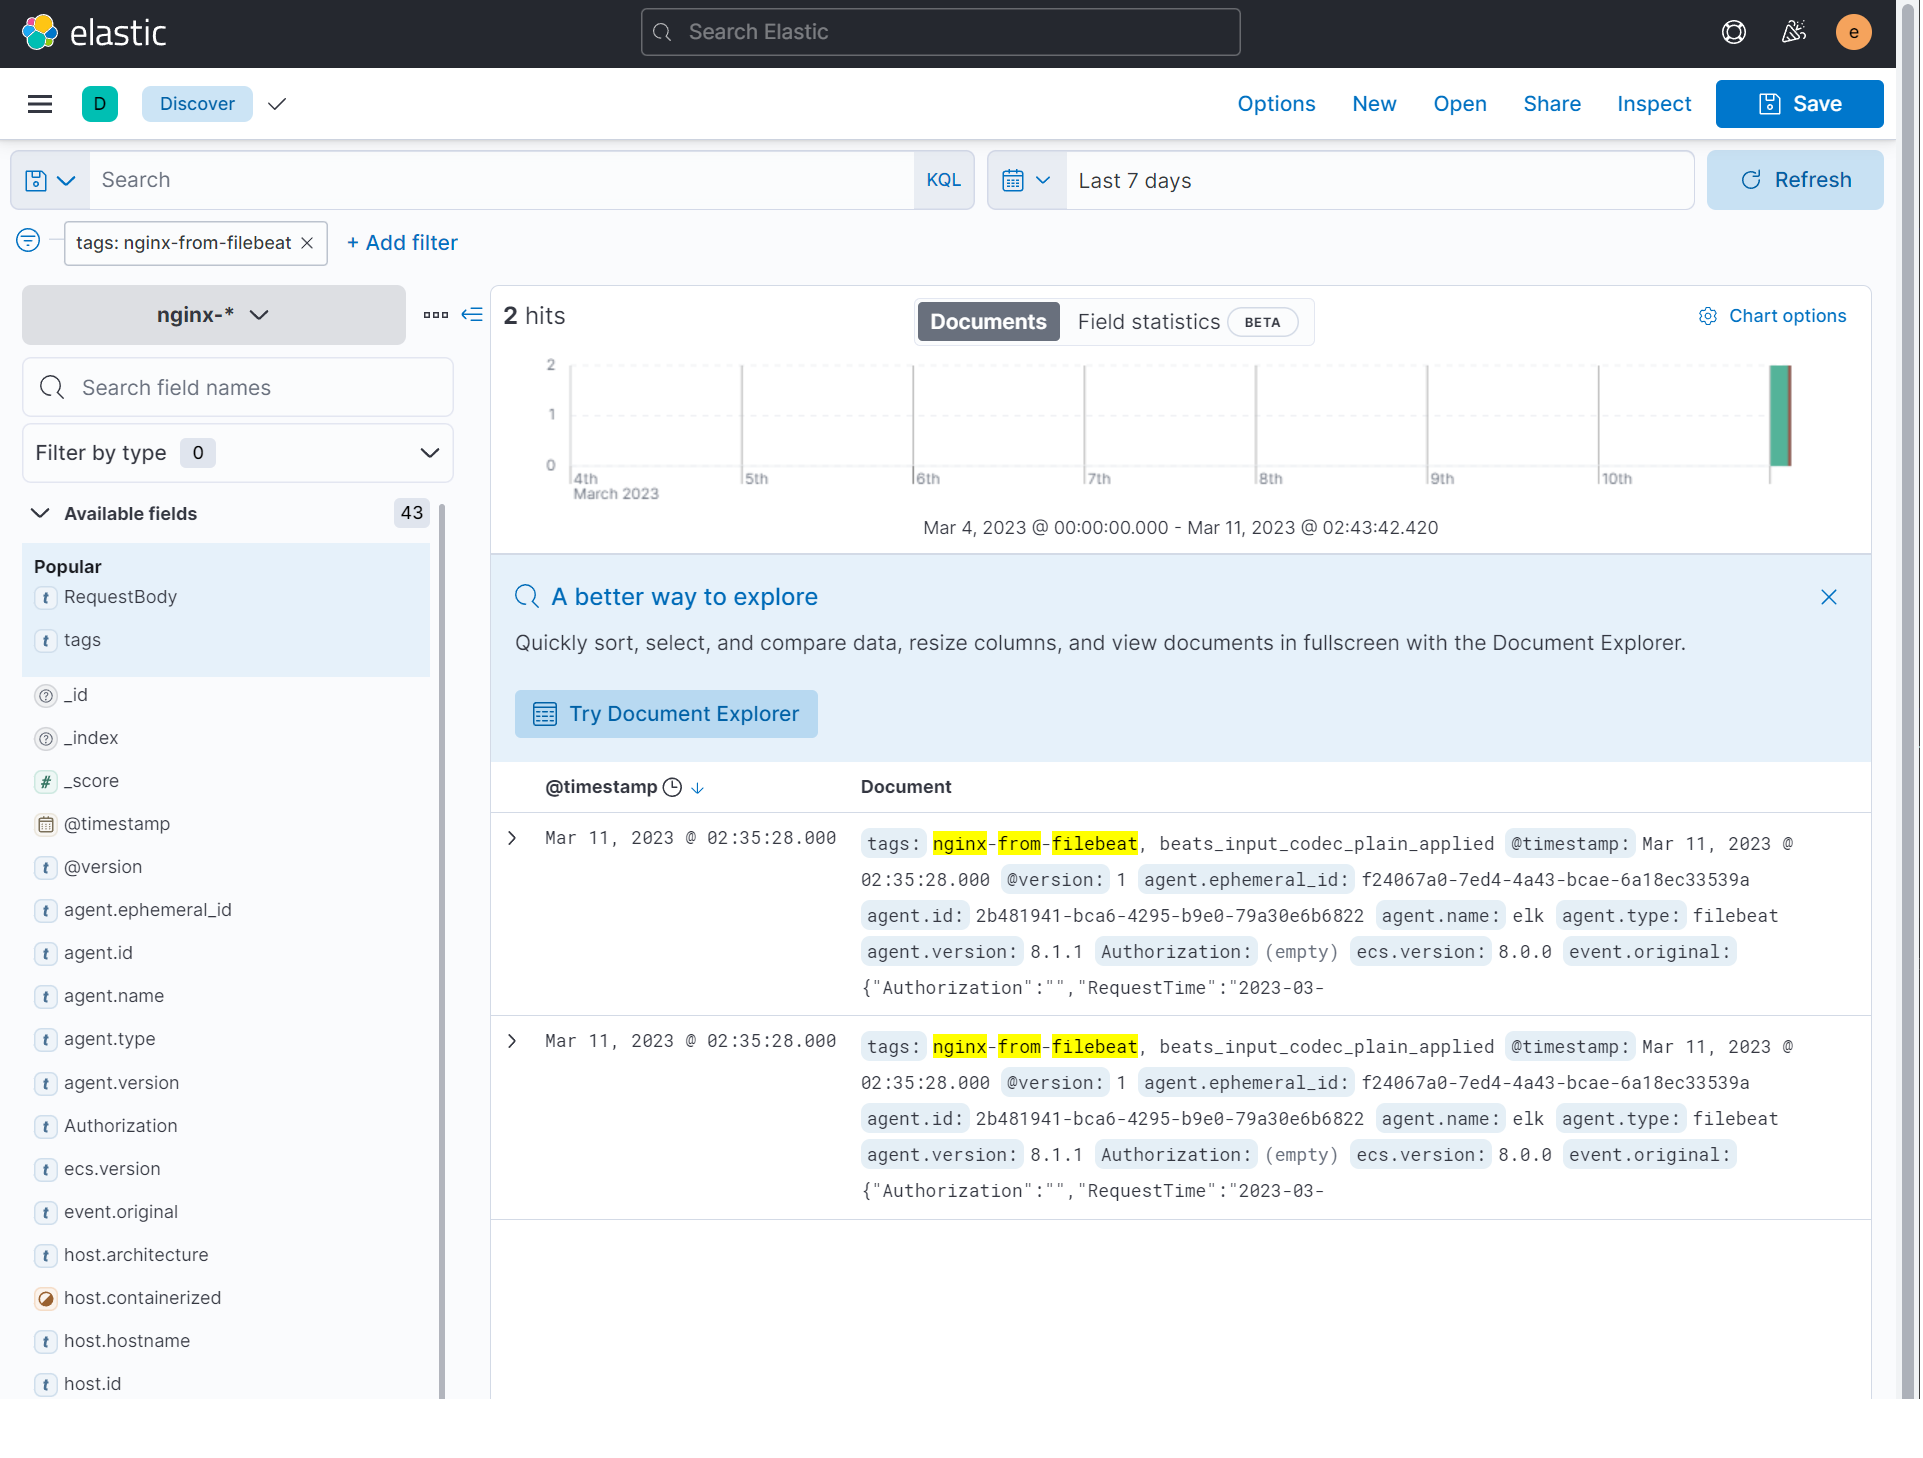 elastic
Search Elastic
e
D
Discover
Options
New
Open
Share
Inspect
Save
Search
KQL
Last 7 days
Refresh
tags: nginx-from-filebeat
+ Add filter
nginx-*
Search field names
Filter by type 0
Available fields 43
Popular
t RequestBody
t tags
_id
_index
# _score
@timestamp
t @version
t agent.ephemeral_id
t agent.id
t agent.name
t agent.type
t agent.version
t Authorization
t ecs.version
t event.original
t host.architecture
host.containerized
t host.hostname
t host.id
2 hits
Documents
Field statistics BETA
Chart options
2
1
0
4th 5th 6th 7th 8th 9th 10th
March 2023
Mar 4, 2023 @ 00:00:00.000 - Mar 11, 2023 @ 02:43:42.420
A better way to explore
Quickly sort, select, and compare data, resize columns, and view documents in fullscreen with the Document Explorer.
Try Document Explorer
@timestamp Document
Mar 11, 2023 @ 02:35:28.000
tags: nginx-from-filebeat, beats_input_codec_plain_applied @timestamp: Mar 11, 2023 @
02:35:28.000 @version: 1 agent.ephemeral_id: f24067a0-7ed4-4a43-bcae-6a18ec33539a
agent.id: 2b481941-bca6-4295-b9e0-79a30e6b6822 agent.name: elk agent.type: filebeat
agent.version: 8.1.1 Authorization: (empty) ecs.version: 8.0.0 event.original:
{"Authorization":"","RequestTime":"2023-03-
Mar 11, 2023 @ 02:35:28.000
tags: nginx-from-filebeat, beats_input_codec_plain_applied @timestamp: Mar 11, 2023 @
02:35:28.000 @version: 1 agent.ephemeral_id: f24067a0-7ed4-4a43-bcae-6a18ec33539a
agent.id: 2b481941-bca6-4295-b9e0-79a30e6b6822 agent.name: elk agent.type: filebeat
agent.version: 8.1.1 Authorization: (empty) ecs.version: 8.0.0 event.original:
{"Authorization":"","RequestTime":"2023-03-